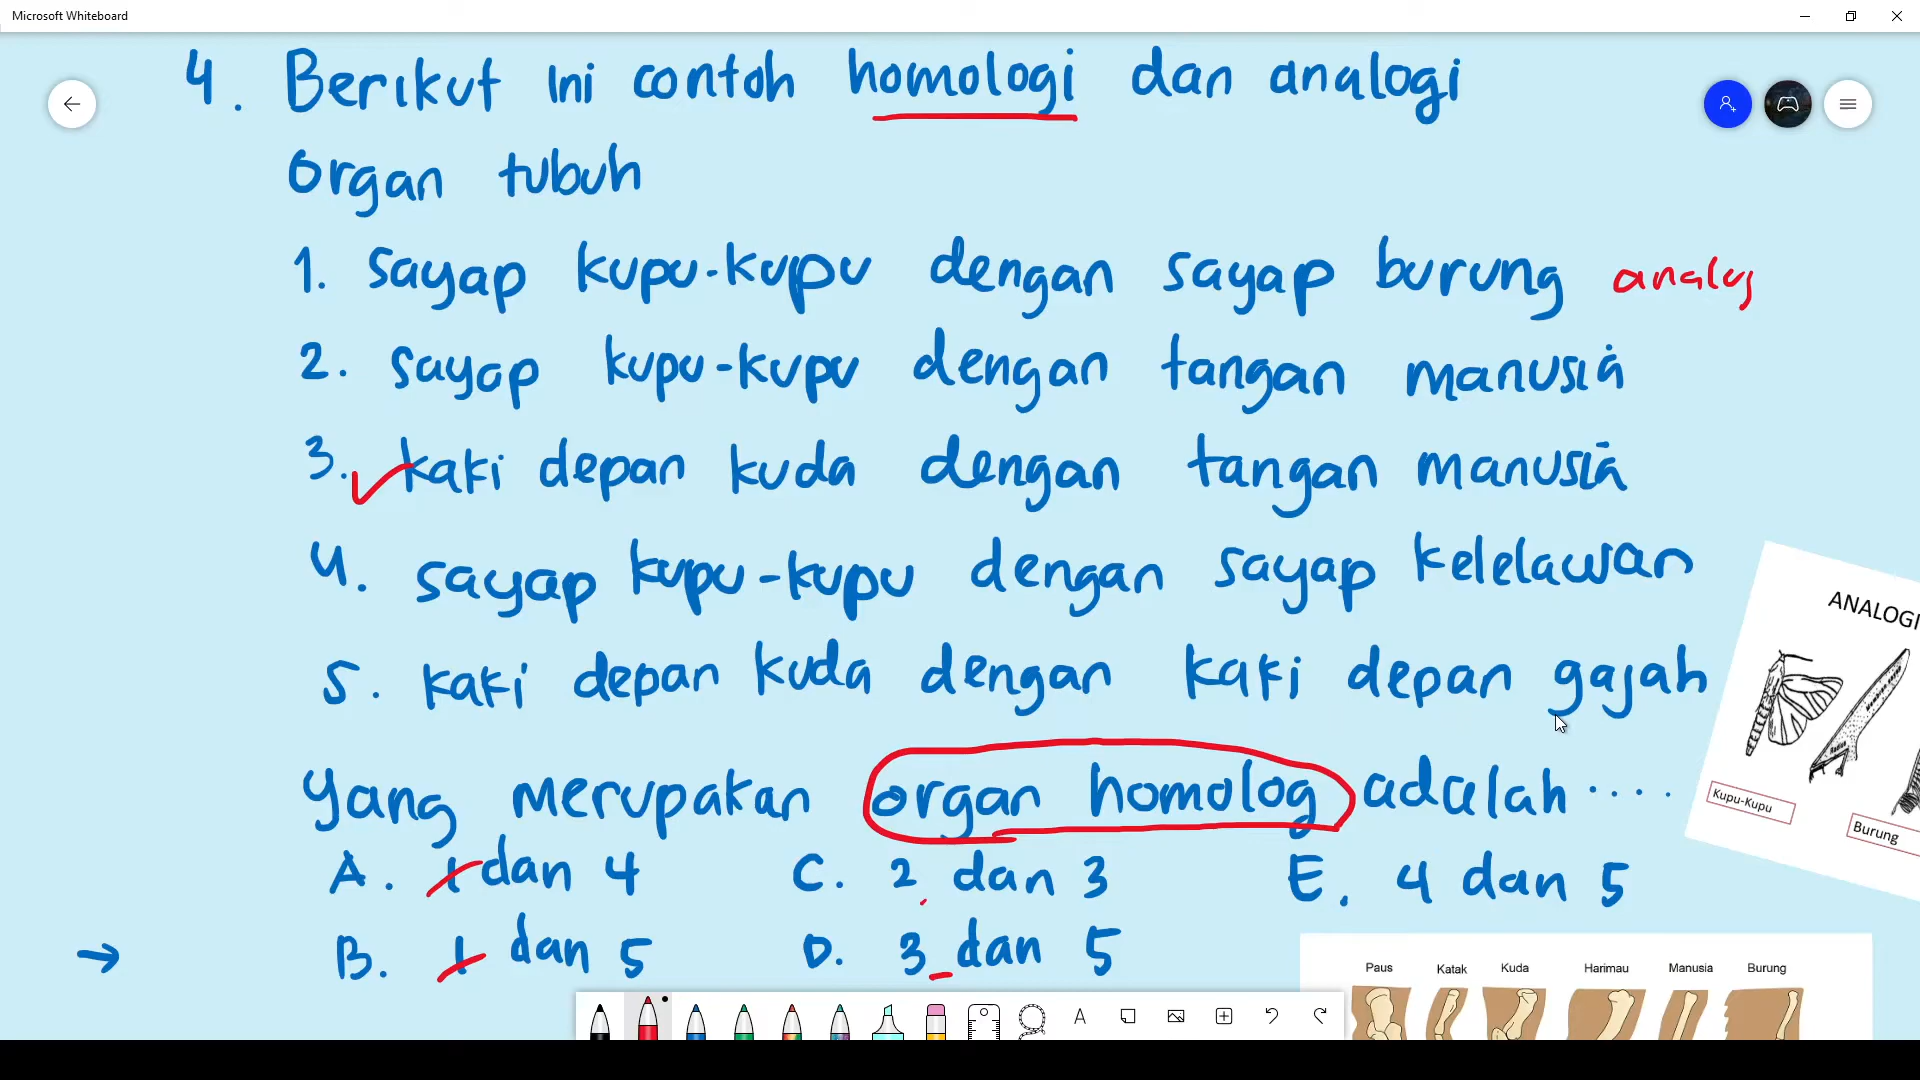 Microsoft Whiteboard
4. Berikut ini contoh homologi dan analogi
organ tubuh
1. sayap kupu-kupu dengan sayap burung analog
2. sayap kupu-kupu dengan tangan manusia
3. kaki depan kuda dengan tangan manusia
4. sayap kupu-kupu dengan sayap kelelawar
5. kaki depan kuda dengan kaki depan gajah
yang merupakan organ homolog adalah ....
A. 1 dan 4 C. 2 dan 3 E. 4 dan 5
B. 1 dan 5 D. 3 dan 5
ANALOGI
Kupu-Kupu
Burung
Paus Katak Kuda Harimau Manusia Burung